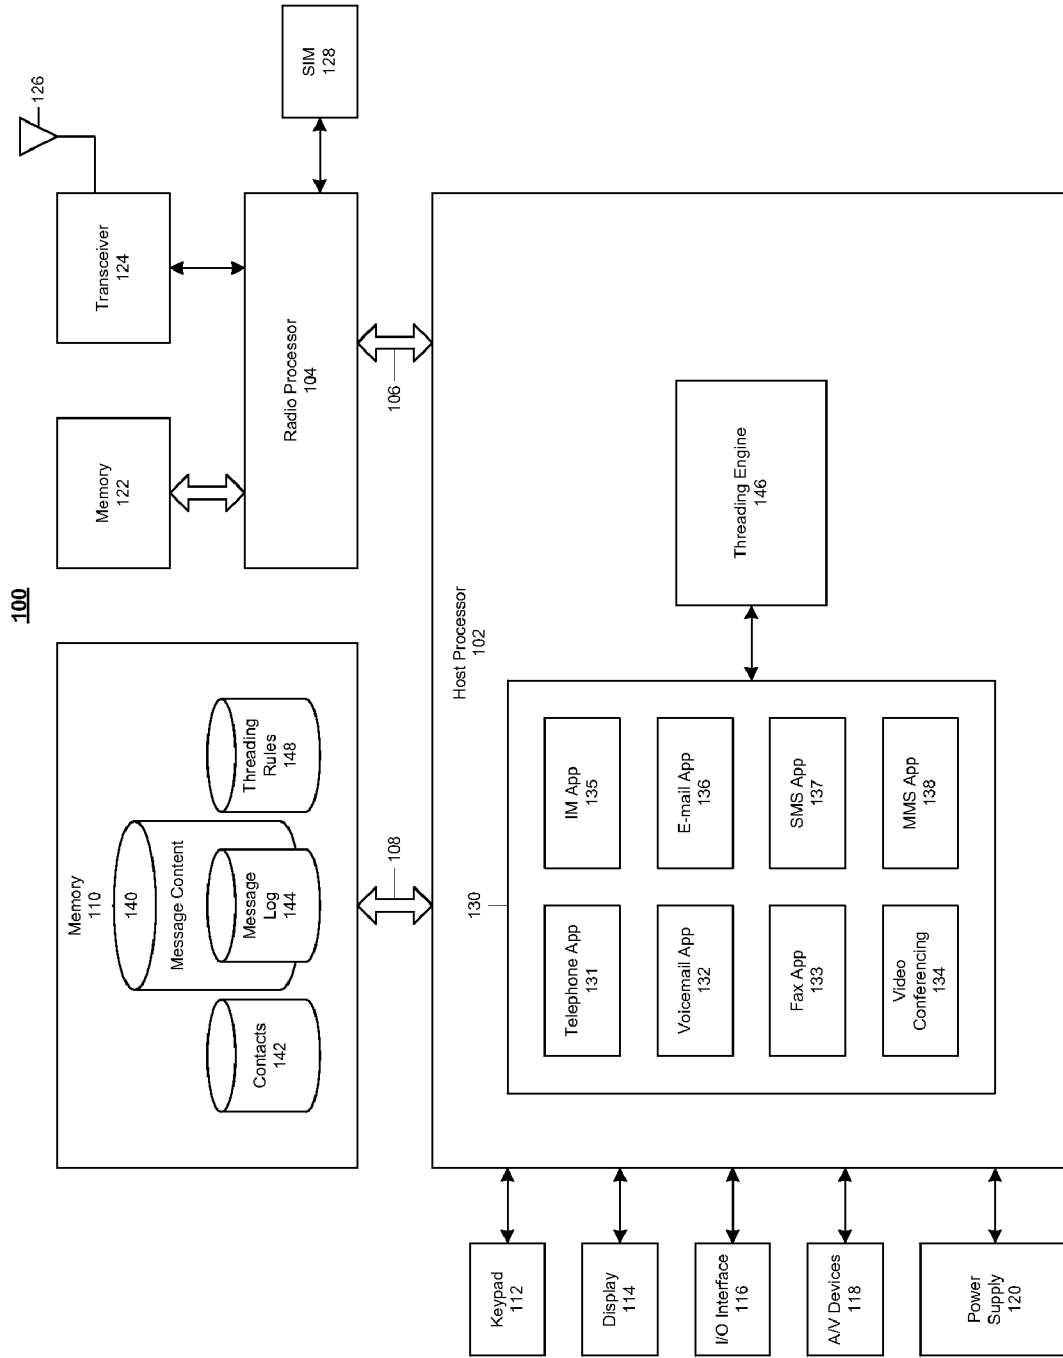 100
Memory
110
140
Message Content
Contacts
142
Message
Log
144
Threading
Rules
148
Memory
122
Transceiver
124
126
Radio Processor
104
SIM
128
108
106
Host Processor
102
130
Telephone App
131
IM App
135
Voicemail App
132
E-mail App
136
Fax App
133
SMS App
137
Video
Conferencing
134
MMS App
138
Threading Engine
146
Keypad
112
Display
114
I/O Interface
116
A/V Devices
118
Power
Supply
120